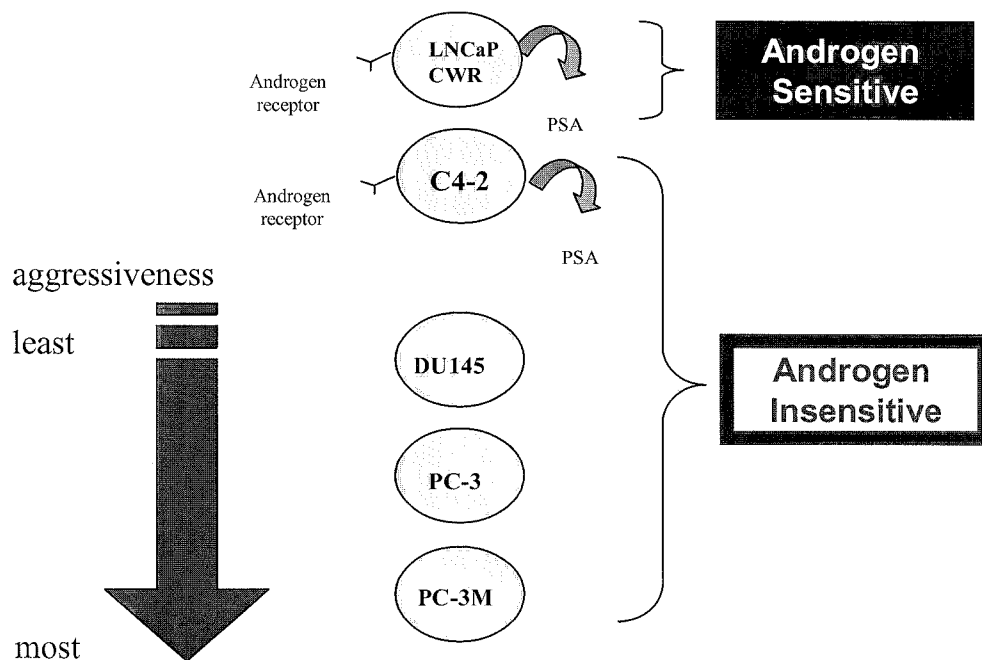 LNCaP
CWR
Androgen
receptor
PSA
Androgen
Sensitive
C4-2
Androgen
receptor
PSA
aggressiveness
least
DU145
Androgen
Insensitive
PC-3
PC-3M
most